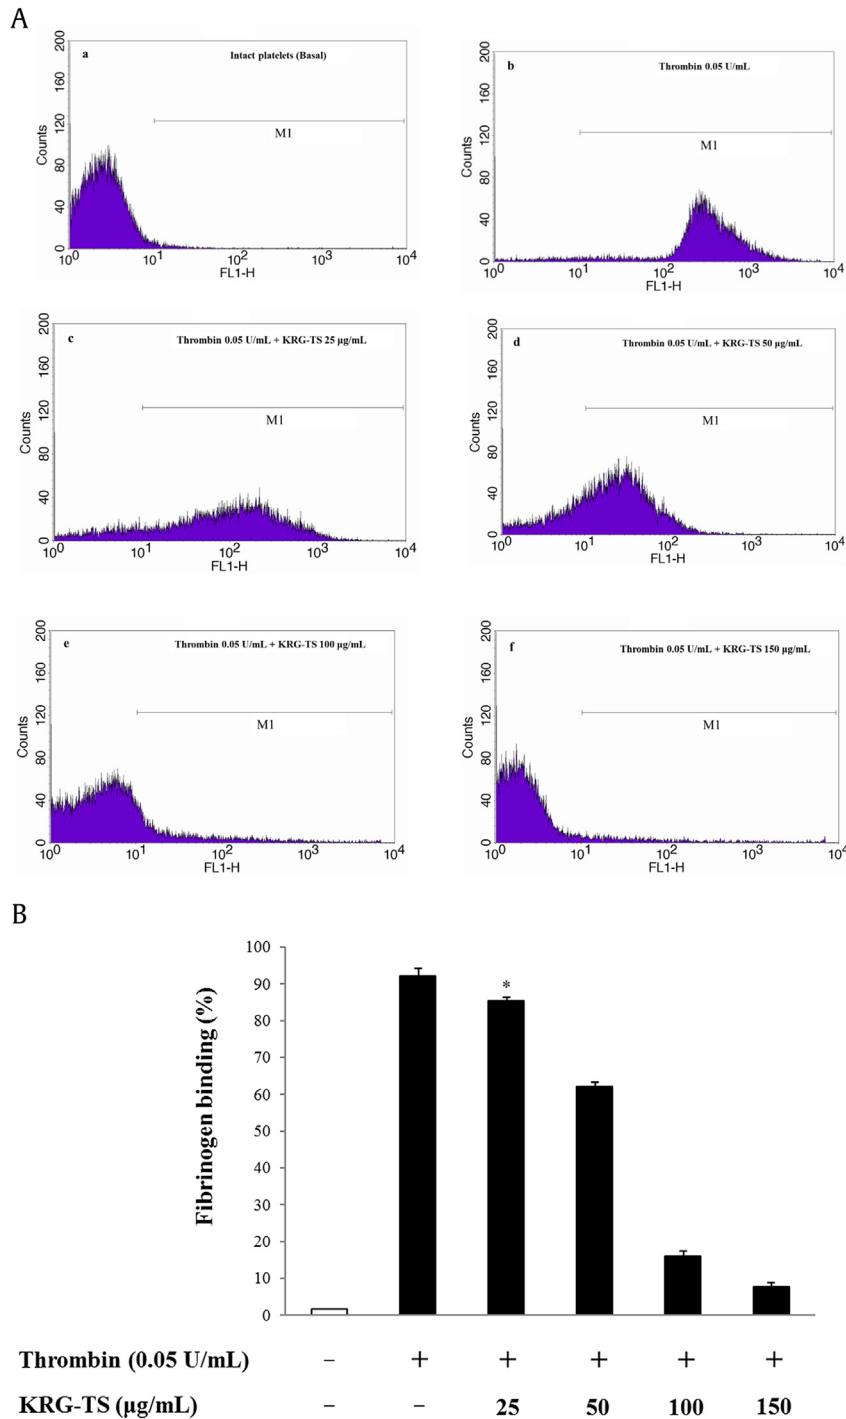 A
a
Intact platelets (Basal)
200
160
120
80
40
0
Counts
M1
10⁰ 10¹ 10² 10³ 10⁴
FL1-H
b
Thrombin 0.05 U/mL
200
160
120
80
40
0
Counts
M1
10⁰ 10¹ 10² 10³ 10⁴
FL1-H
c
Thrombin 0.05 U/mL + KRG-TS 25 µg/mL
200
160
120
80
40
0
Counts
M1
10⁰ 10¹ 10² 10³ 10⁴
FL1-H
d
Thrombin 0.05 U/mL + KRG-TS 50 µg/mL
200
160
120
80
40
0
Counts
M1
10⁰ 10¹ 10² 10³ 10⁴
FL1-H
e
Thrombin 0.05 U/mL + KRG-TS 100 µg/mL
200
160
120
80
40
0
Counts
M1
10⁰ 10¹ 10² 10³ 10⁴
FL1-H
f
Thrombin 0.05 U/mL + KRG-TS 150 µg/mL
200
160
120
80
40
0
Counts
M1
10⁰ 10¹ 10² 10³ 10⁴
FL1-H
B
Fibrinogen binding (%)
100
90
80
70
60
50
40
30
20
10
0
*
Thrombin (0.05 U/mL) – + + + + +
KRG-TS (µg/mL) – – 25 50 100 150